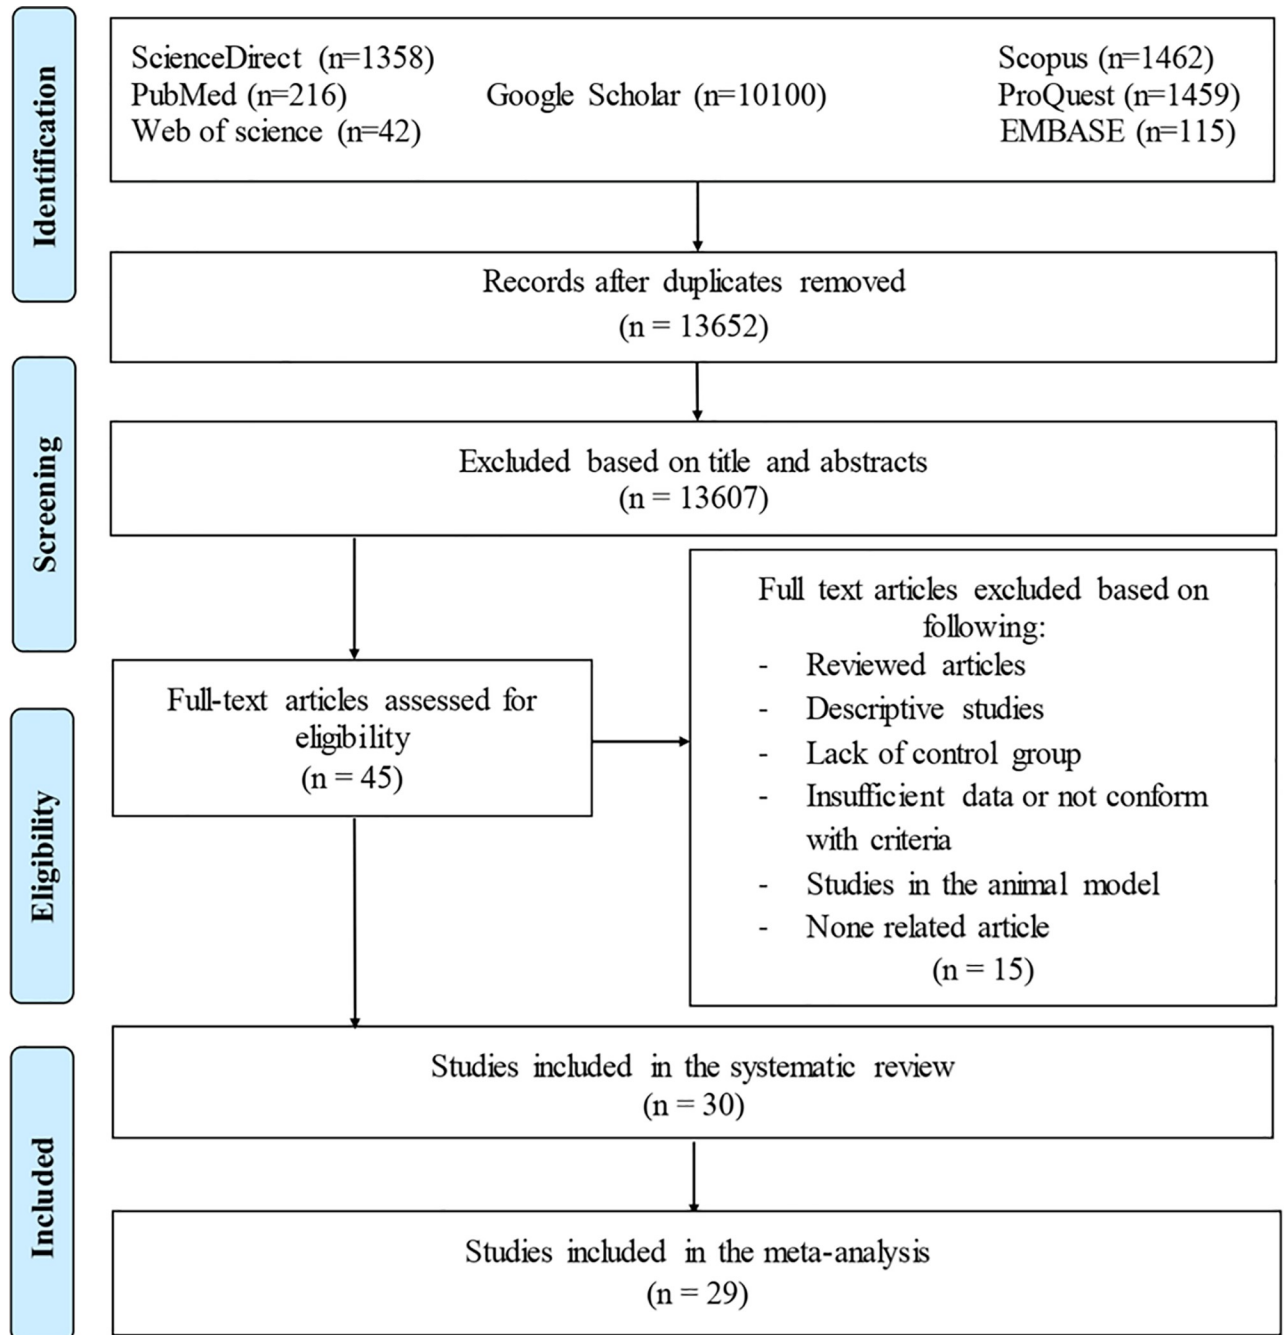 Identification
ScienceDirect (n=1358)
PubMed (n=216)
Web of science (n=42)
Google Scholar (n=10100)
Scopus (n=1462)
ProQuest (n=1459)
EMBASE (n=115)
Records after duplicates removed
(n = 13652)
Screening
Excluded based on title and abstracts
(n = 13607)
Eligibility
Full-text articles assessed for
eligibility
(n = 45)
Full text articles excluded based on
following:
- Reviewed articles
- Descriptive studies
- Lack of control group
- Insufficient data or not conform
with criteria
- Studies in the animal model
- None related article
(n = 15)
Included
Studies included in the systematic review
(n = 30)
Studies included in the meta-analysis
(n = 29)